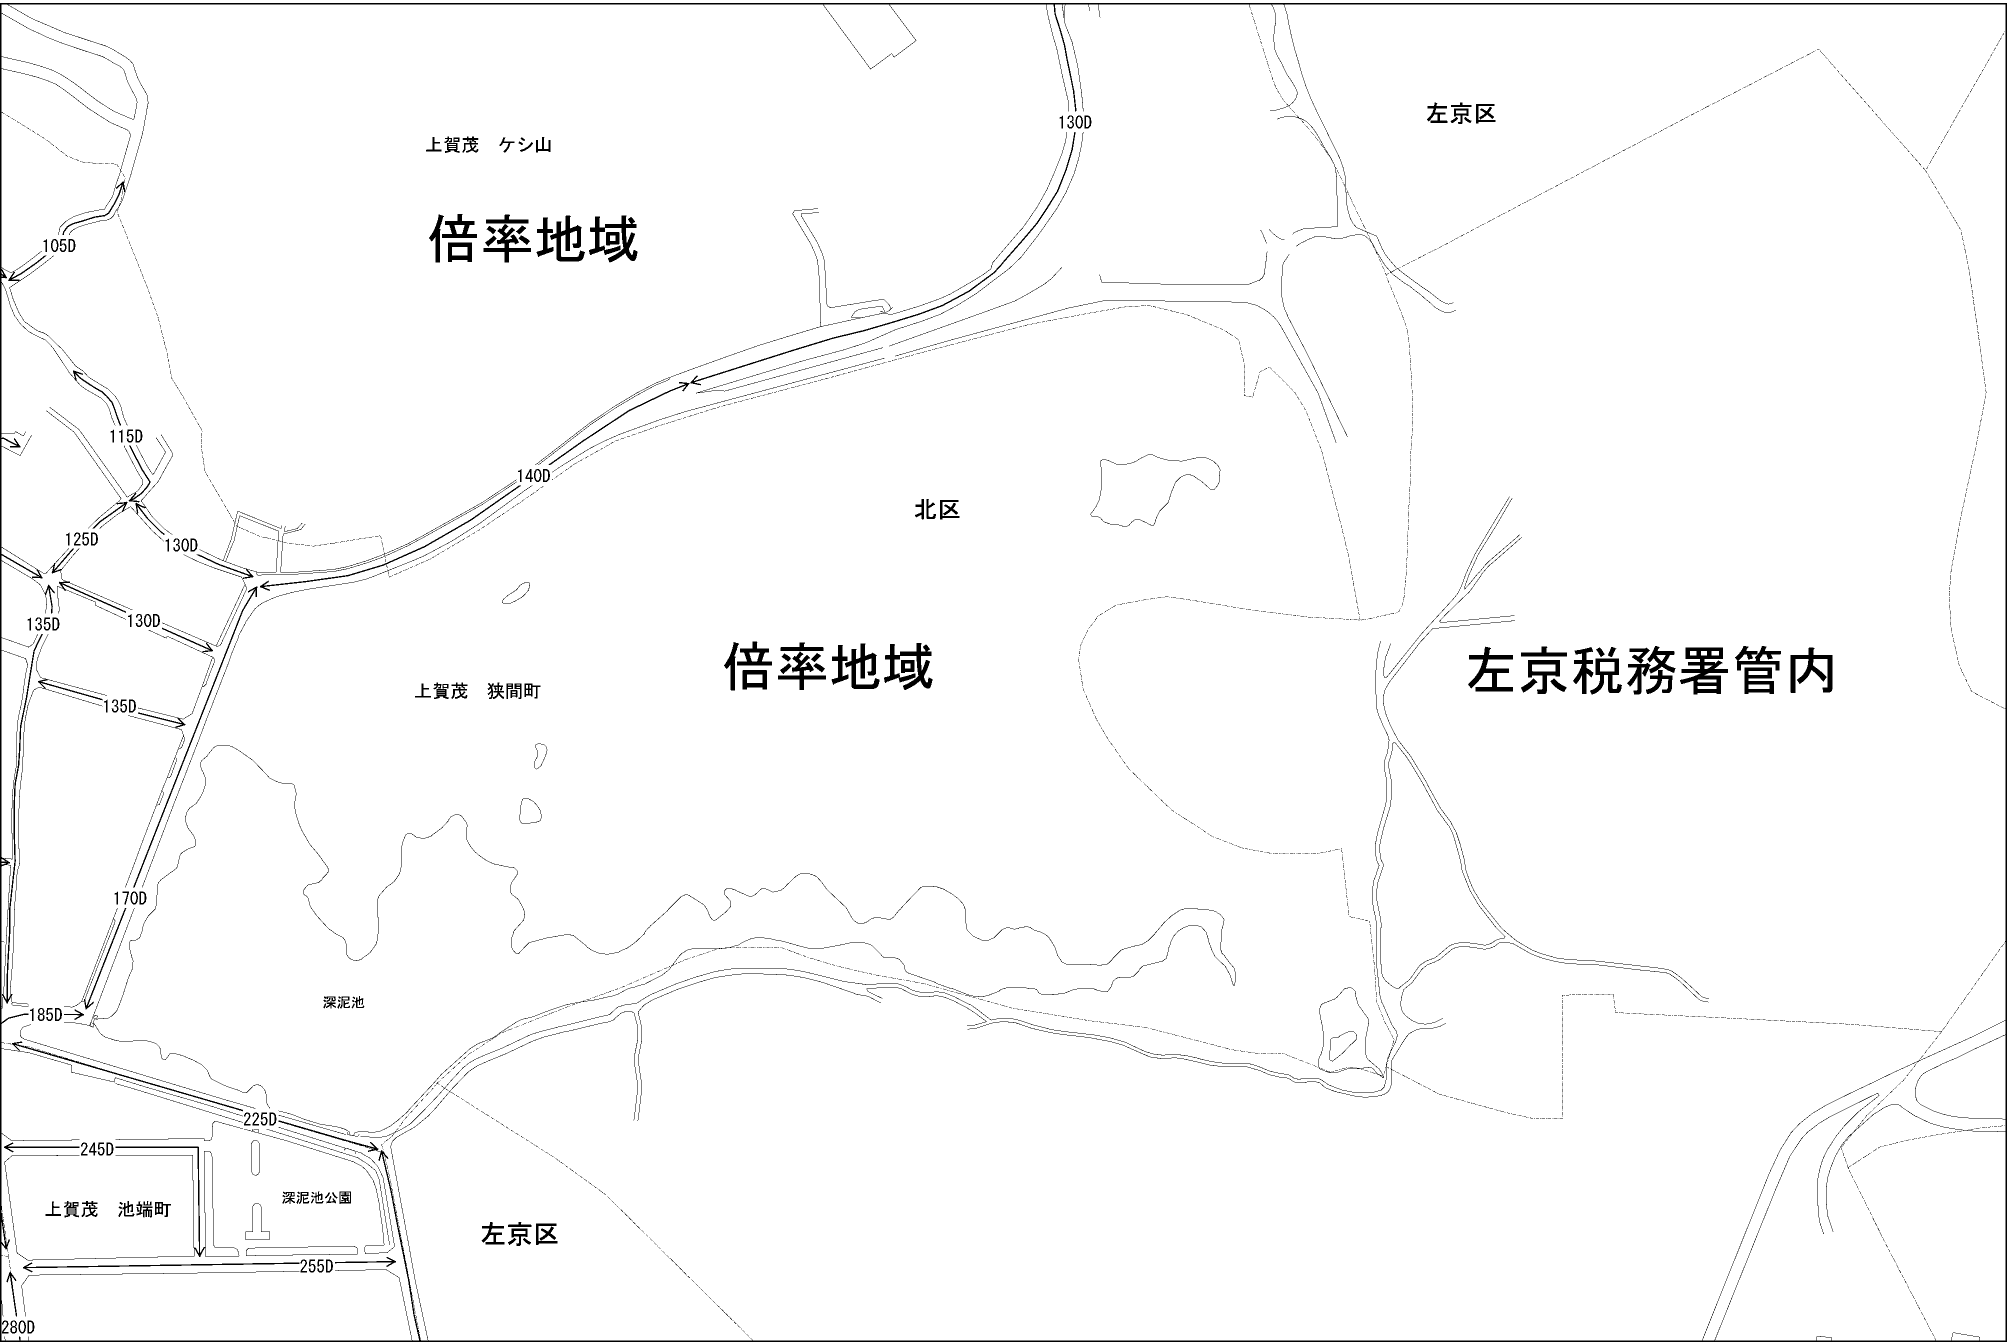 左京区
130D
上賀茂　ケシ山
倍率地域
105D
115D
140D
北区
125D
130D
130D
135D
倍率地域
左京税務署管内
上賀茂　狭間町
135D
170D
深泥池
185D
225D
245D
深泥池公園
上賀茂　池端町
左京区
255D
280D